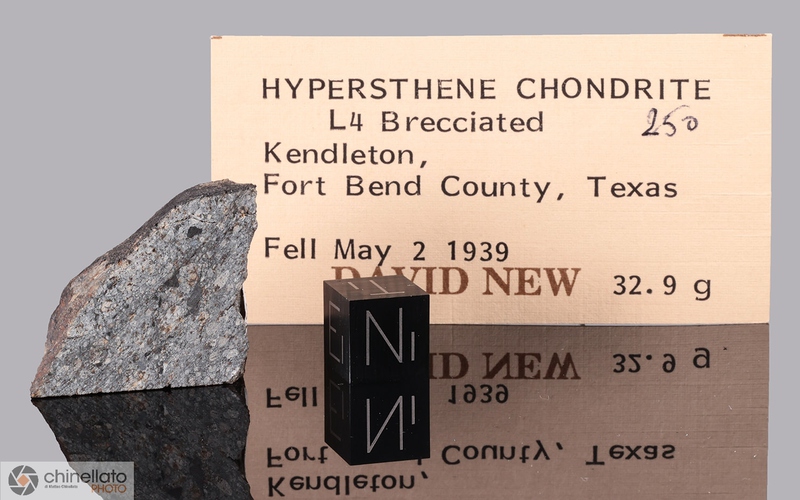 HYPERSTHENE CHONDRITE
L4 Brecciated
250
Kendleton,
Fort Bend County, Texas
Fell May 2 1939
DAVID NEW
32.9 g
E
N
chinellato
PHOTO